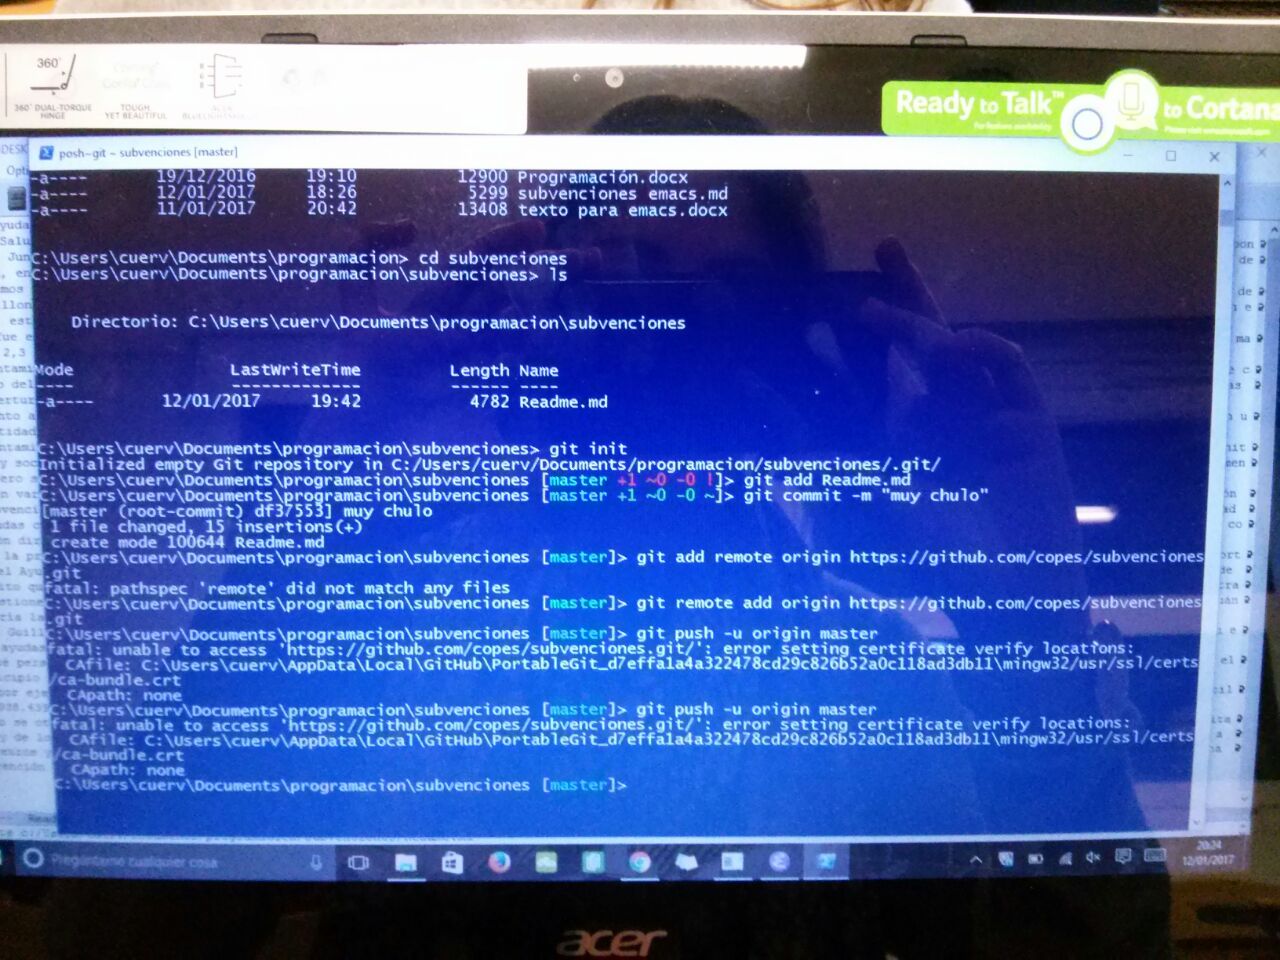 360°
360° DUAL-TORQUE
HINGE
TOUGH,
YET BEAUTIFUL
Ready to Talk™
to Cortana
posh-git ~ subvenciones [master]
-a---- 19/12/2016 19:10 12900 Programación.docx
-a---- 12/01/2017 18:26 5299 subvenciones emacs.md
-a---- 11/01/2017 20:42 13408 texto para emacs.docx
C:\Users\cuerv\Documents\programacion> cd subvenciones
C:\Users\cuerv\Documents\programacion\subvenciones> ls
Directorio: C:\Users\cuerv\Documents\programacion\subvenciones
Mode LastWriteTime Length Name
---- ------------- ------ ----
-a---- 12/01/2017 19:42 4782 Readme.md
C:\Users\cuerv\Documents\programacion\subvenciones> git init
Initialized empty Git repository in C:/Users/cuerv/Documents/programacion/subvenciones/.git/
C:\Users\cuerv\Documents\programacion\subvenciones [master +1 ~0 -0 !]> git add Readme.md
C:\Users\cuerv\Documents\programacion\subvenciones [master +1 ~0 -0 ~]> git commit -m "muy chulo"
[master (root-commit) df37553] muy chulo
1 file changed, 15 insertions(+)
create mode 100644 Readme.md
C:\Users\cuerv\Documents\programacion\subvenciones [master]> git add remote origin https://github.com/copes/subvenciones
.git
fatal: pathspec 'remote' did not match any files
C:\Users\cuerv\Documents\programacion\subvenciones [master]> git remote add origin https://github.com/copes/subvenciones
.git
C:\Users\cuerv\Documents\programacion\subvenciones [master]> git push -u origin master
fatal: unable to access 'https://github.com/copes/subvenciones.git/': error setting certificate verify locations:
CAfile: C:\Users\cuerv\AppData\Local\GitHub\PortableGit_d7effa1a4a322478cd29c826b52a0c118ad3db11\mingw32/usr/ssl/certs
/ca-bundle.crt
CApath: none
C:\Users\cuerv\Documents\programacion\subvenciones [master]> git push -u origin master
fatal: unable to access 'https://github.com/copes/subvenciones.git/': error setting certificate verify locations:
CAfile: C:\Users\cuerv\AppData\Local\GitHub\PortableGit_d7effa1a4a322478cd29c826b52a0c118ad3db11\mingw32/usr/ssl/certs
/ca-bundle.crt
CApath: none
C:\Users\cuerv\Documents\programacion\subvenciones [master]>
Pregúntame cualquier cosa
20:24
12/01/2017
acer